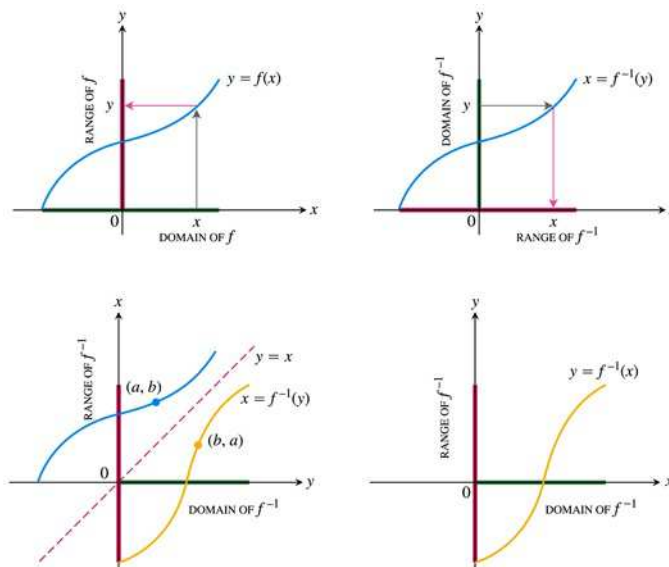 y
RANGE OF f
y = f(x)
y
0
x
x
DOMAIN OF f
y
DOMAIN OF f⁻¹
x = f⁻¹(y)
y
0
x
x
RANGE OF f⁻¹
x
RANGE OF f⁻¹
y = x
(a, b)
x = f⁻¹(y)
(b, a)
0
y
DOMAIN OF f⁻¹
y
RANGE OF f⁻¹
y = f⁻¹(x)
0
x
DOMAIN OF f⁻¹